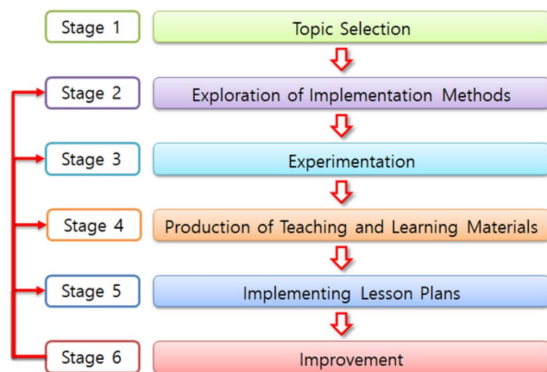 Stage 1 Topic Selection
Stage 2 Exploration of Implementation Methods
Stage 3 Experimentation
Stage 4 Production of Teaching and Learning Materials
Stage 5 Implementing Lesson Plans
Stage 6 Improvement